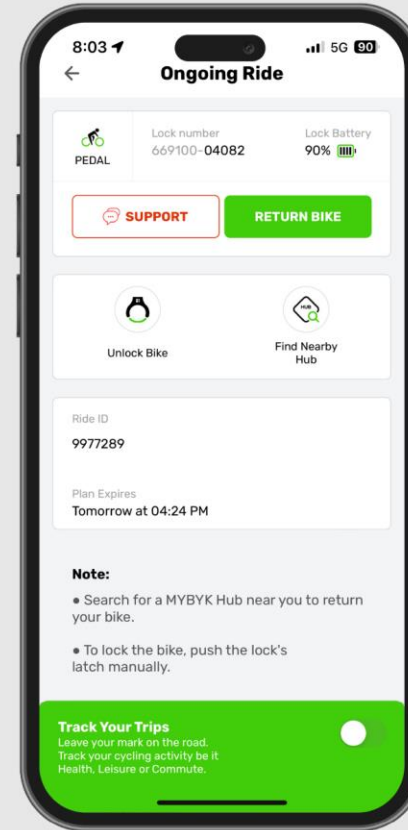 8:03 5G 90
Ongoing Ride
Lock number Lock Battery
PEDAL 669100-04082 90%
SUPPORT RETURN BIKE
HUB
Unlock Bike Find Nearby
Hub
Ride ID
9977289
Plan Expires
Tomorrow at 04:24 PM
Note:
● Search for a MYBYK Hub near you to return
your bike.
● To lock the bike, push the lock's
latch manually.
Track Your Trips
Leave your mark on the road.
Track your cycling activity be it
Health, Leisure or Commute.